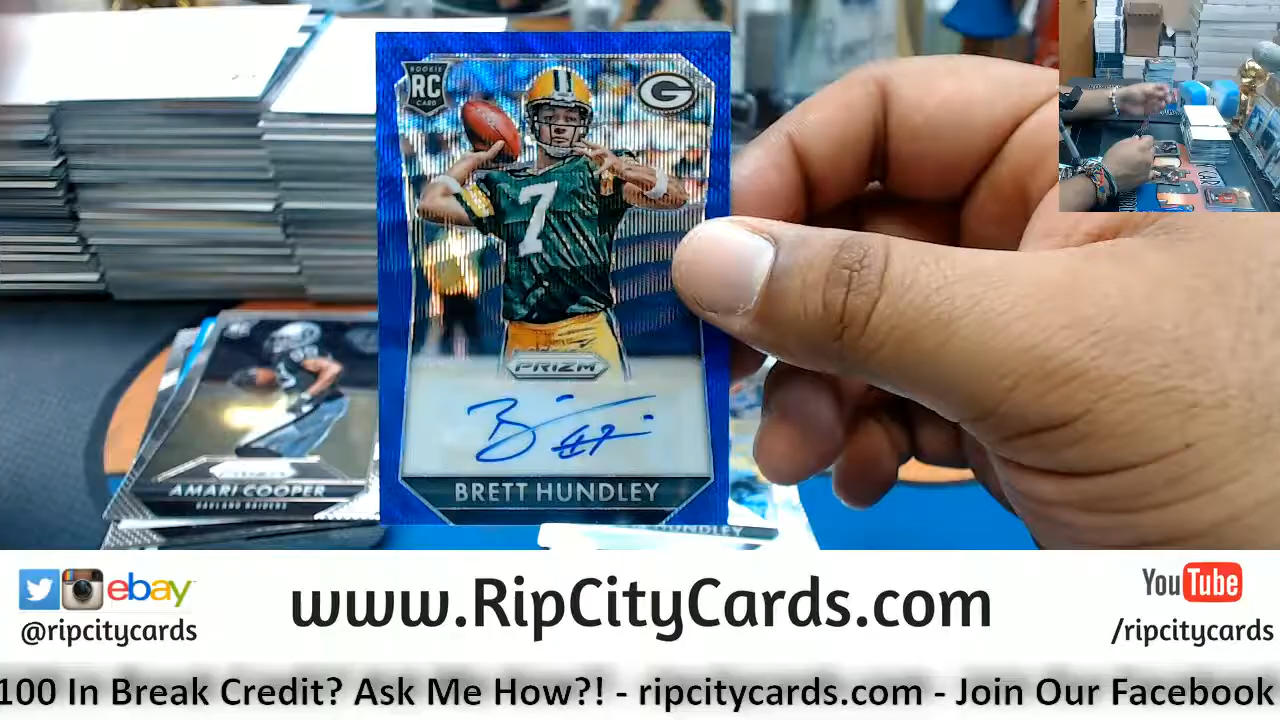 ROOKIE
RC
CARD
G
7
PRIZM
BRETT HUNDLEY
AMARI COOPER
OAKLAND RAIDERS
HUNDLEY
ebay
@ripcitycards
www.RipCityCards.com
YouTube
/ripcitycards
100 In Break Credit? Ask Me How?! - ripcitycards.com - Join Our Facebook